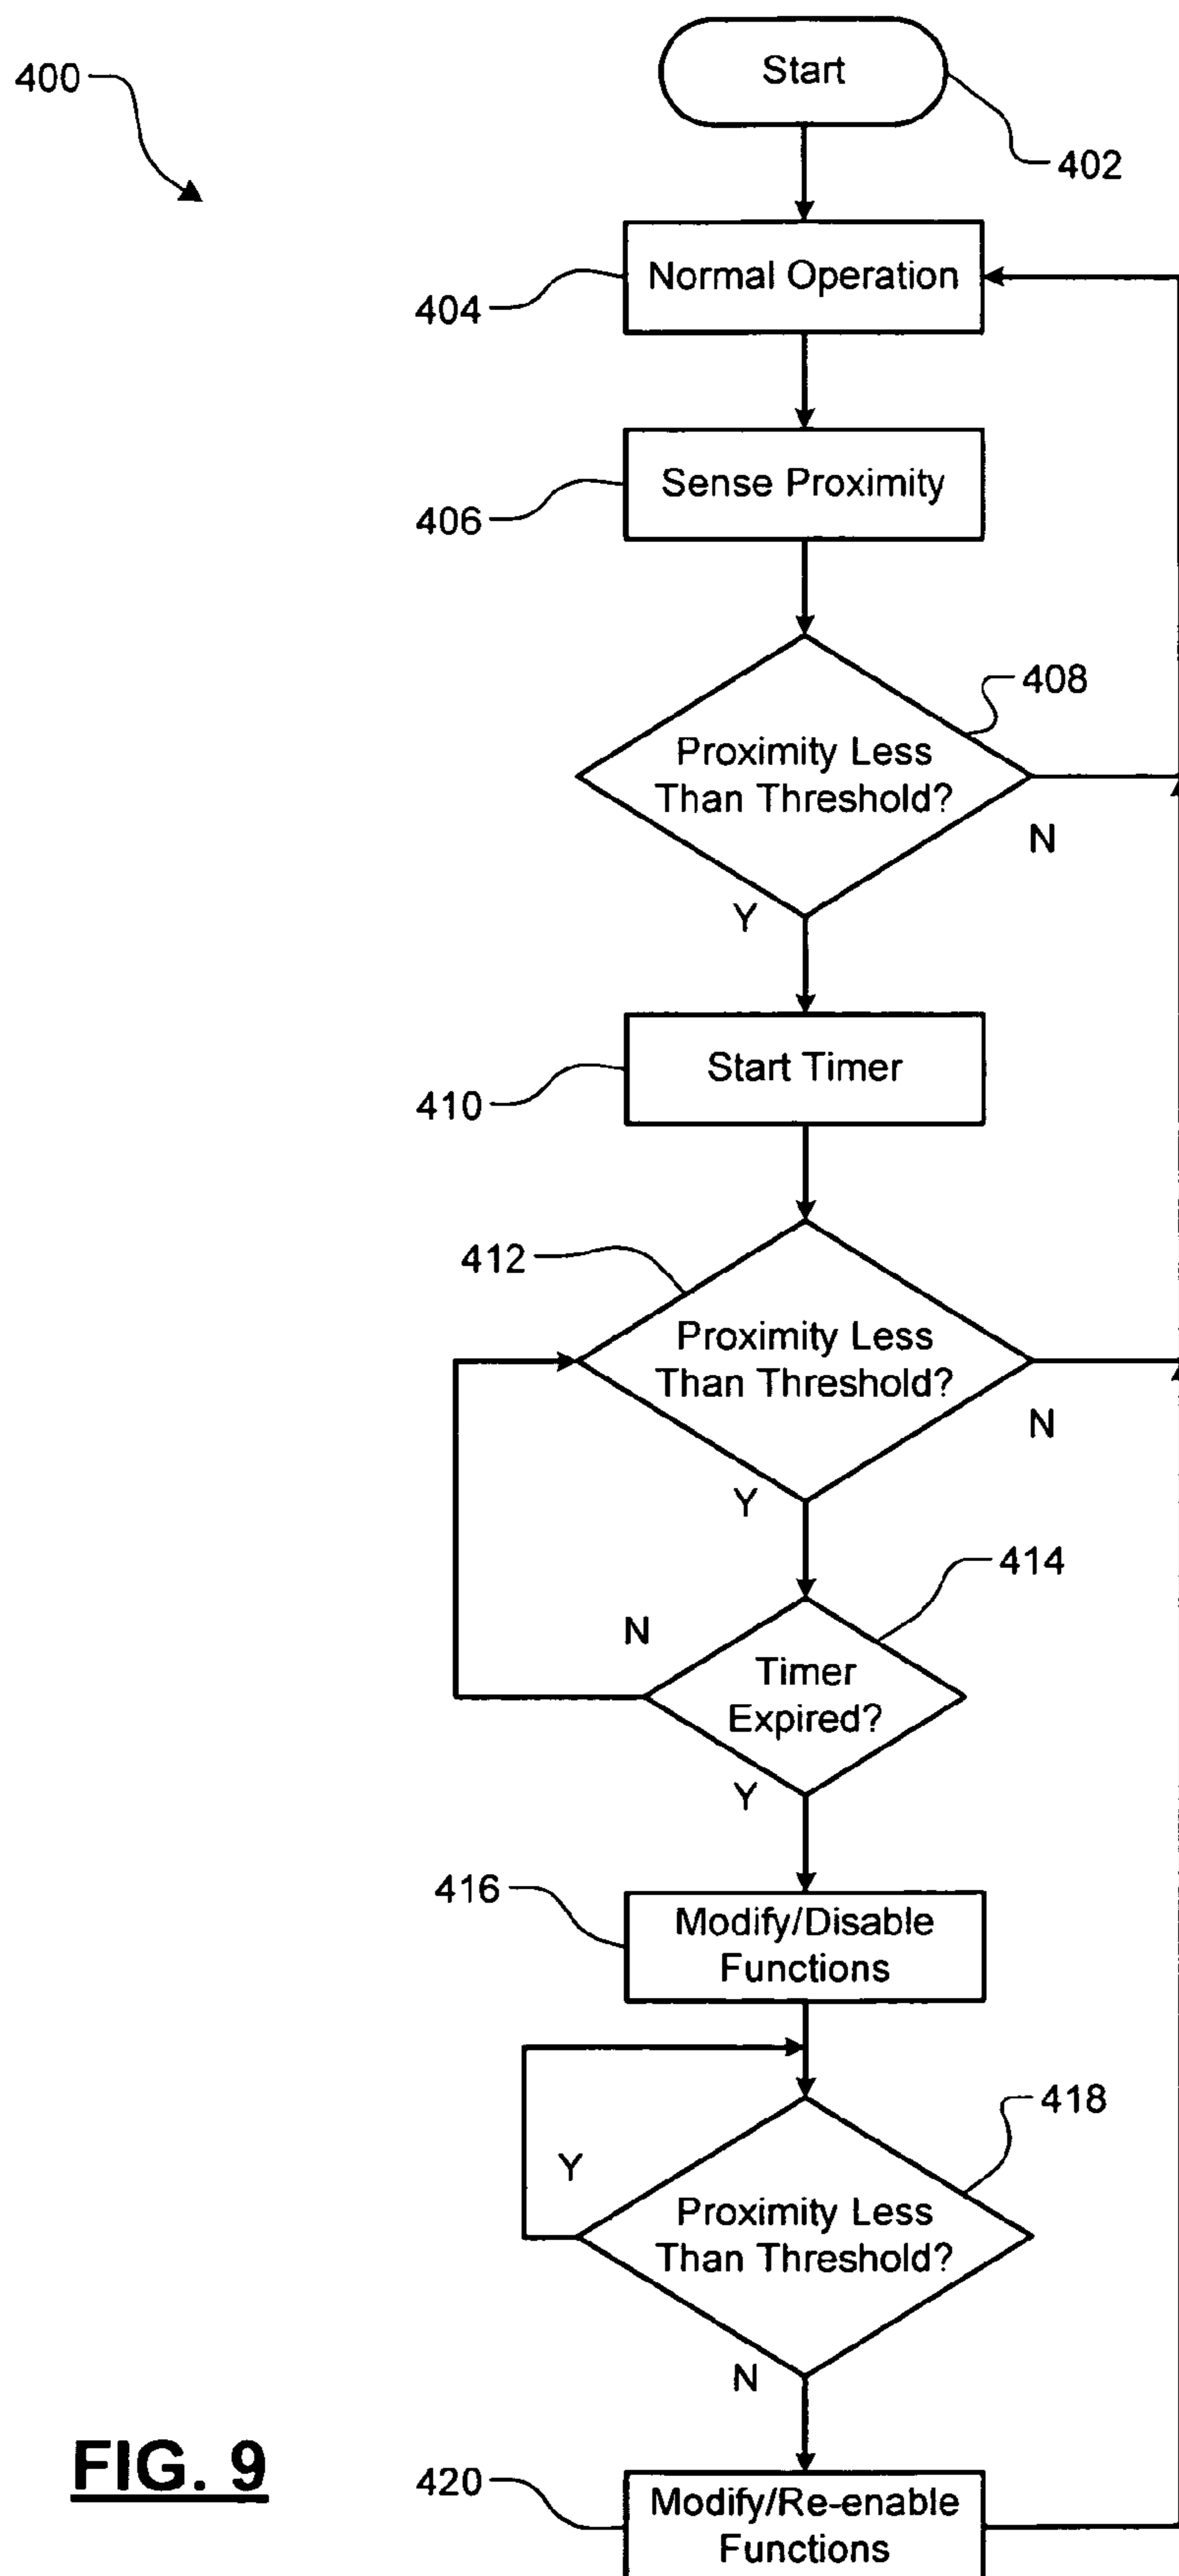 400
Start
402
Normal Operation
404
Sense Proximity
406
408
Proximity Less
Than Threshold?
N
Y
Start Timer
410
412
Proximity Less
Than Threshold?
N
Y
414
N
Timer
Expired?
Y
416
Modify/Disable
Functions
418
Y
Proximity Less
Than Threshold?
N
FIG. 9
420
Modify/Re-enable
Functions